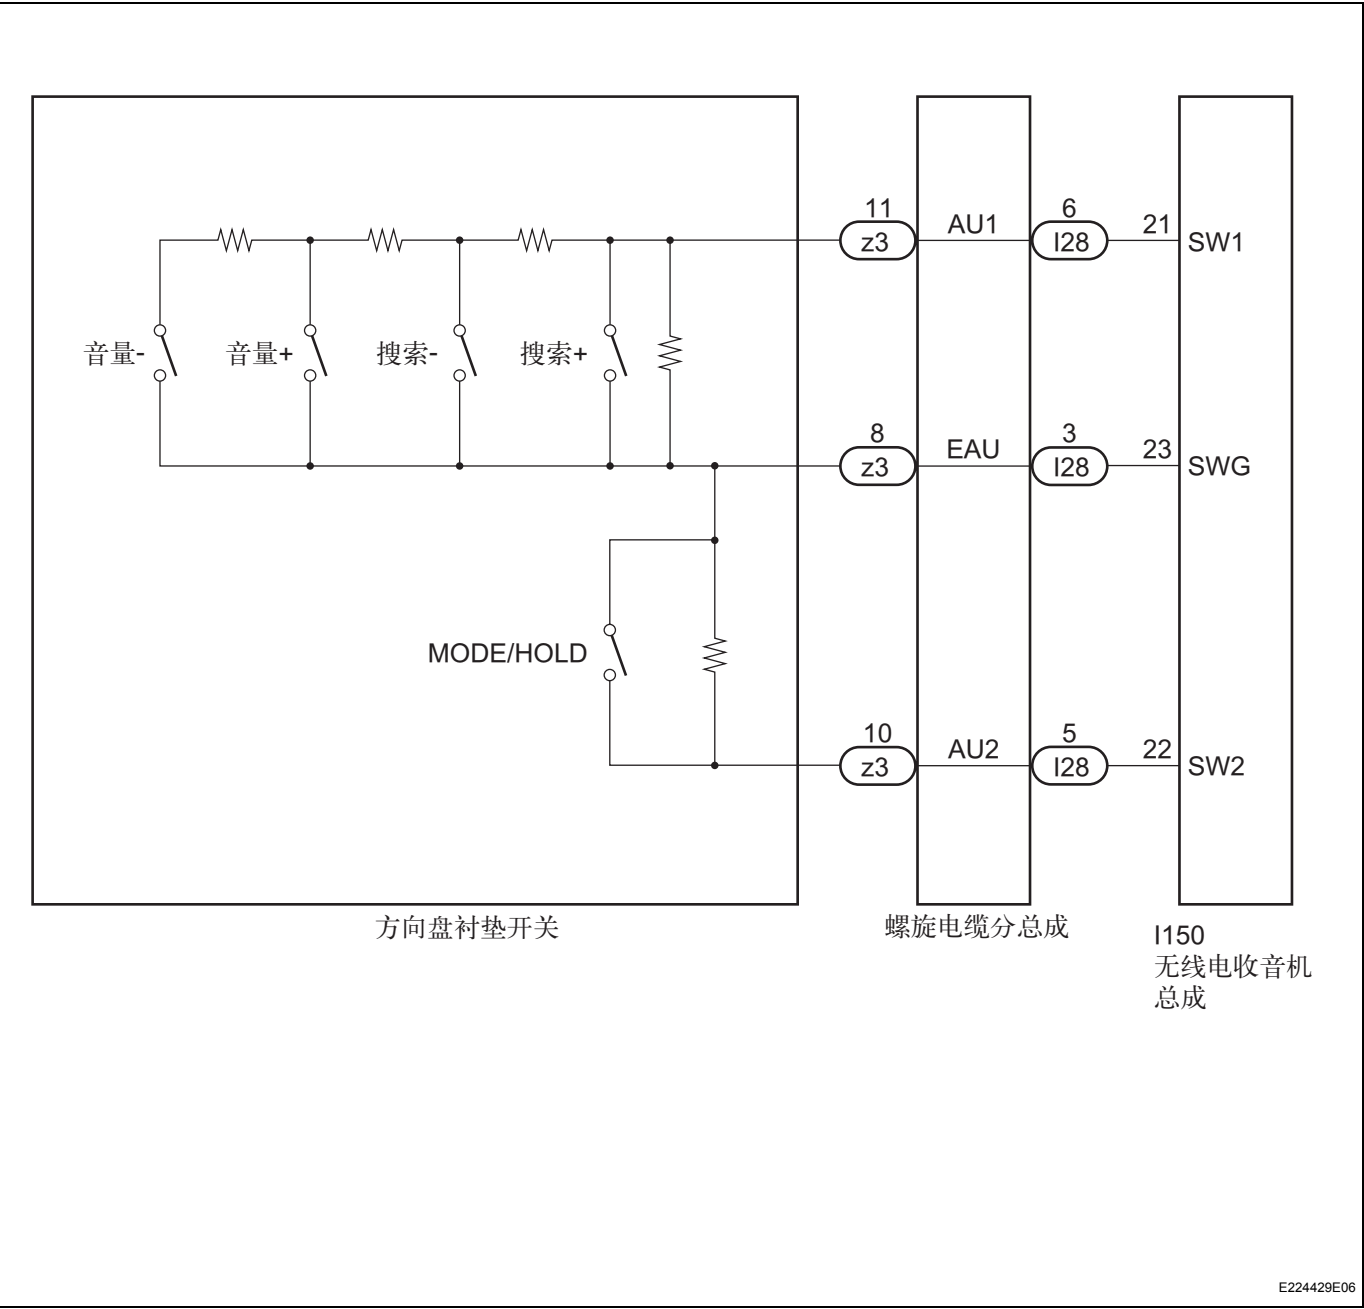 11
AU1
6
21
z3
I28
SW1
音量-
音量+
搜索-
搜索+
8
EAU
3
23
z3
I28
SWG
MODE/HOLD
10
AU2
5
22
z3
I28
SW2
方向盘衬垫开关
螺旋电缆分总成
I150
无线电收音机
总成
E224429E06